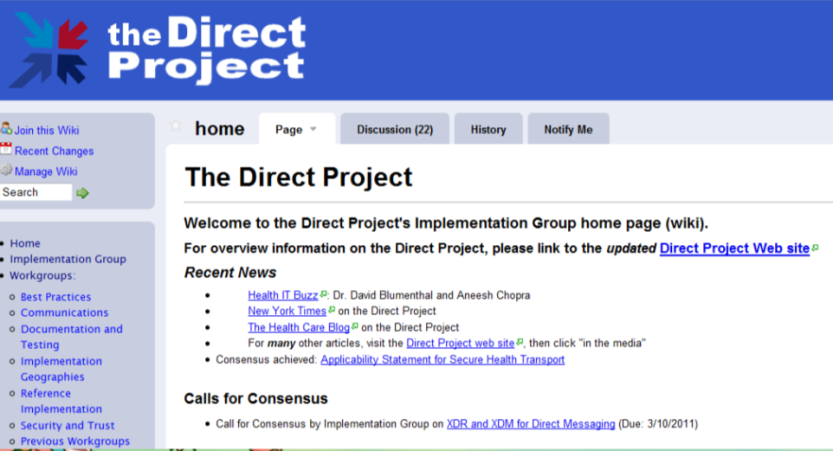 the Direct
Project
Join this Wiki
Recent Changes
Manage Wiki
Search
Home
Implementation Group
Workgroups:
Best Practices
Communications
Documentation and
Testing
Implementation
Geographies
Reference
Implementation
Security and Trust
Previous Workgroups
home
Page
Discussion (22)
History
Notify Me
The Direct Project
Welcome to the Direct Project's Implementation Group home page (wiki).
For overview information on the Direct Project, please link to the updated Direct Project Web site
Recent News
Health IT Buzz: Dr. David Blumenthal and Aneesh Chopra
New York Times on the Direct Project
The Health Care Blog on the Direct Project
For many other articles, visit the Direct Project web site, then click "in the media"
Consensus achieved: Applicability Statement for Secure Health Transport
Calls for Consensus
Call for Consensus by Implementation Group on XDR and XDM for Direct Messaging (Due: 3/10/2011)